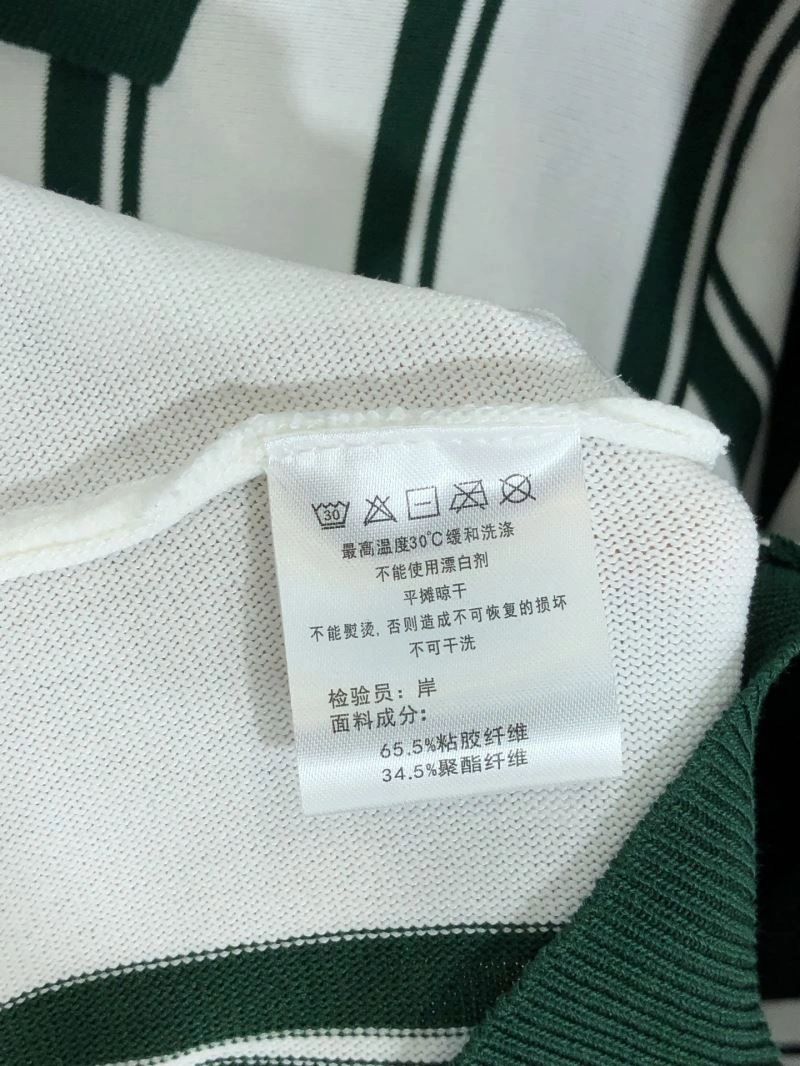 30
最高温度30℃缓和洗涤
不能使用漂白剂
平摊晾干
不能熨烫,否则造成不可恢复的损坏
不可干洗
检验员：岸
面料成分：
65.5%粘胶纤维
34.5%聚酯纤维